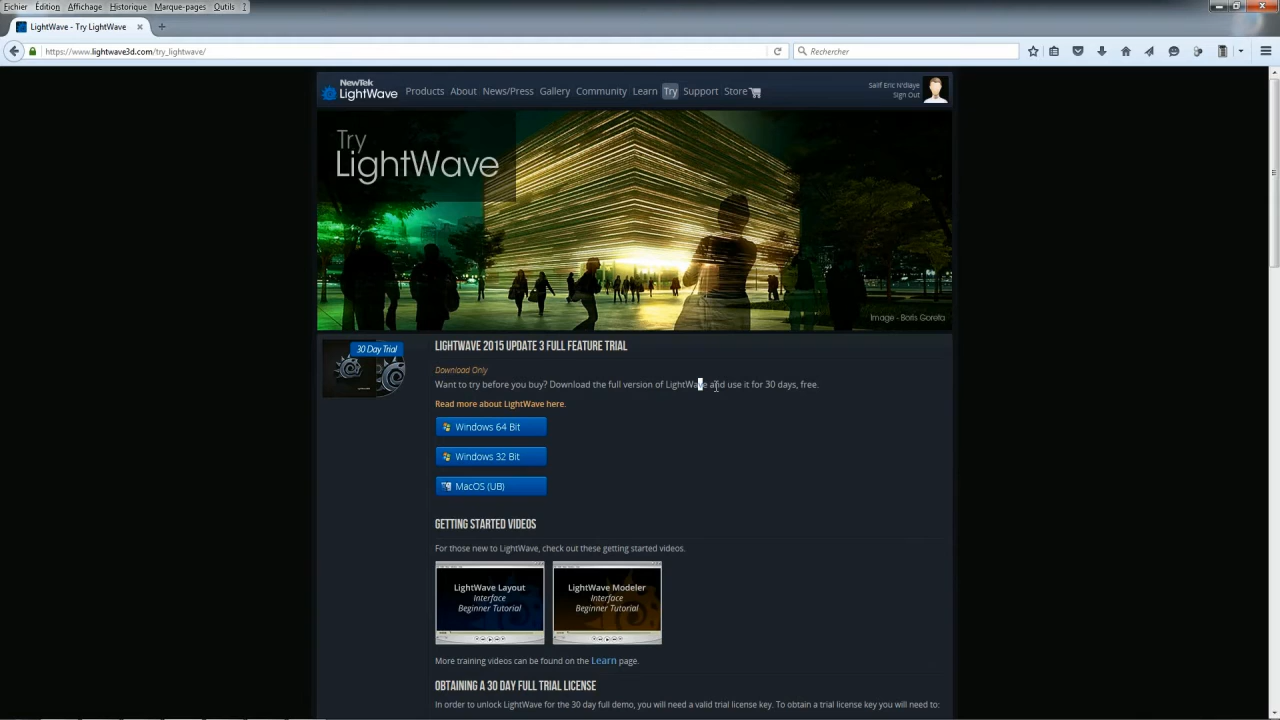 Fichier Édition Affichage Historique Marque-pages Outils ?
LightWave - Try LightWave
https://www.lightwave3d.com/try_lightwave/
Rechercher
NewTek
LightWave
Products About News/Press Gallery Community Learn Try Support Store
Salif Eric N'diaye
Sign Out
Try
LightWave
Image - Boris Goreta
30 Day Trial
LIGHTWAVE 2015 UPDATE 3 FULL FEATURE TRIAL
Download Only
Want to try before you buy? Download the full version of LightWave and use it for 30 days, free.
Read more about LightWave here.
Windows 64 Bit
Windows 32 Bit
MacOS (UB)
GETTING STARTED VIDEOS
For those new to LightWave, check out these getting started videos.
LightWave Layout
Interface
Beginner Tutorial
LightWave Modeler
Interface
Beginner Tutorial
More training videos can be found on the Learn page.
OBTAINING A 30 DAY FULL TRIAL LICENSE
In order to unlock LightWave for the 30 day full demo, you will need a valid trial license key. To obtain a trial license key you will need to: